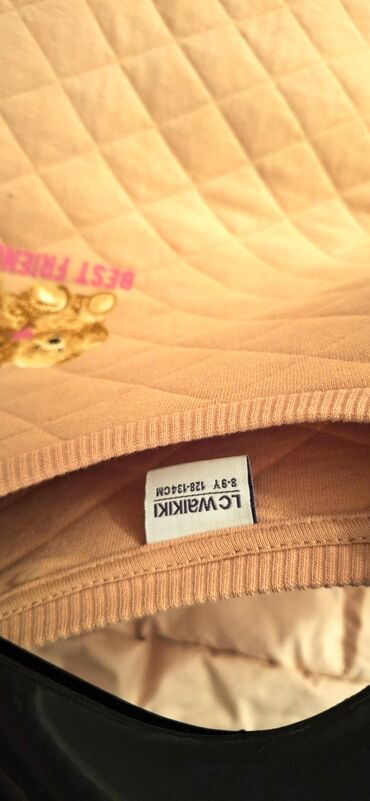 LC WAIKIKI
8-9Y 128-134CM
BEST FRIEN